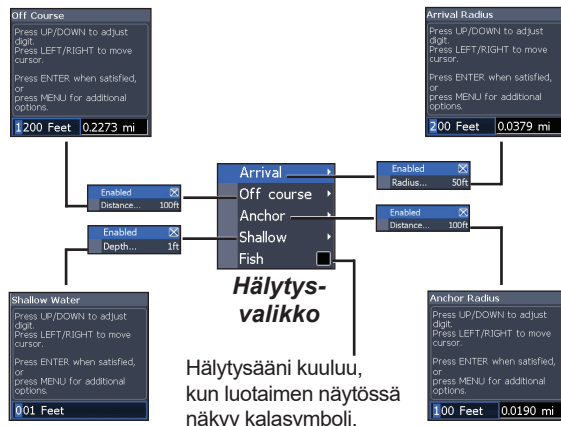 Off Course
Press UP/DOWN to adjust
digit.
Press LEFT/RIGHT to move
cursor.
Press ENTER when satisfied,
or
press MENU for additional
options.
1200 Feet 0.2273 mi
Arrival Radius
Press UP/DOWN to adjust
digit.
Press LEFT/RIGHT to move
cursor.
Press ENTER when satisfied,
or
press MENU for additional
options.
200 Feet 0.0379 mi
Enabled
Distance... 100ft
Enabled
Depth... 1ft
Arrival
Off course
Anchor
Shallow
Fish
Enabled
Radius... 50ft
Enabled
Distance... 100ft
Hälytys-
valikko
Shallow Water
Press UP/DOWN to adjust
digit.
Press LEFT/RIGHT to move
cursor.
Press ENTER when satisfied,
or
press MENU for additional
options.
001 Feet
Hälytysääni kuuluu,
kun luotaimen näytössä
näkyy kalasymboli.
Anchor Radius
Press UP/DOWN to adjust
digit.
Press LEFT/RIGHT to move
cursor.
Press ENTER when satisfied,
or
press MENU for additional
options.
100 Feet 0.0190 mi